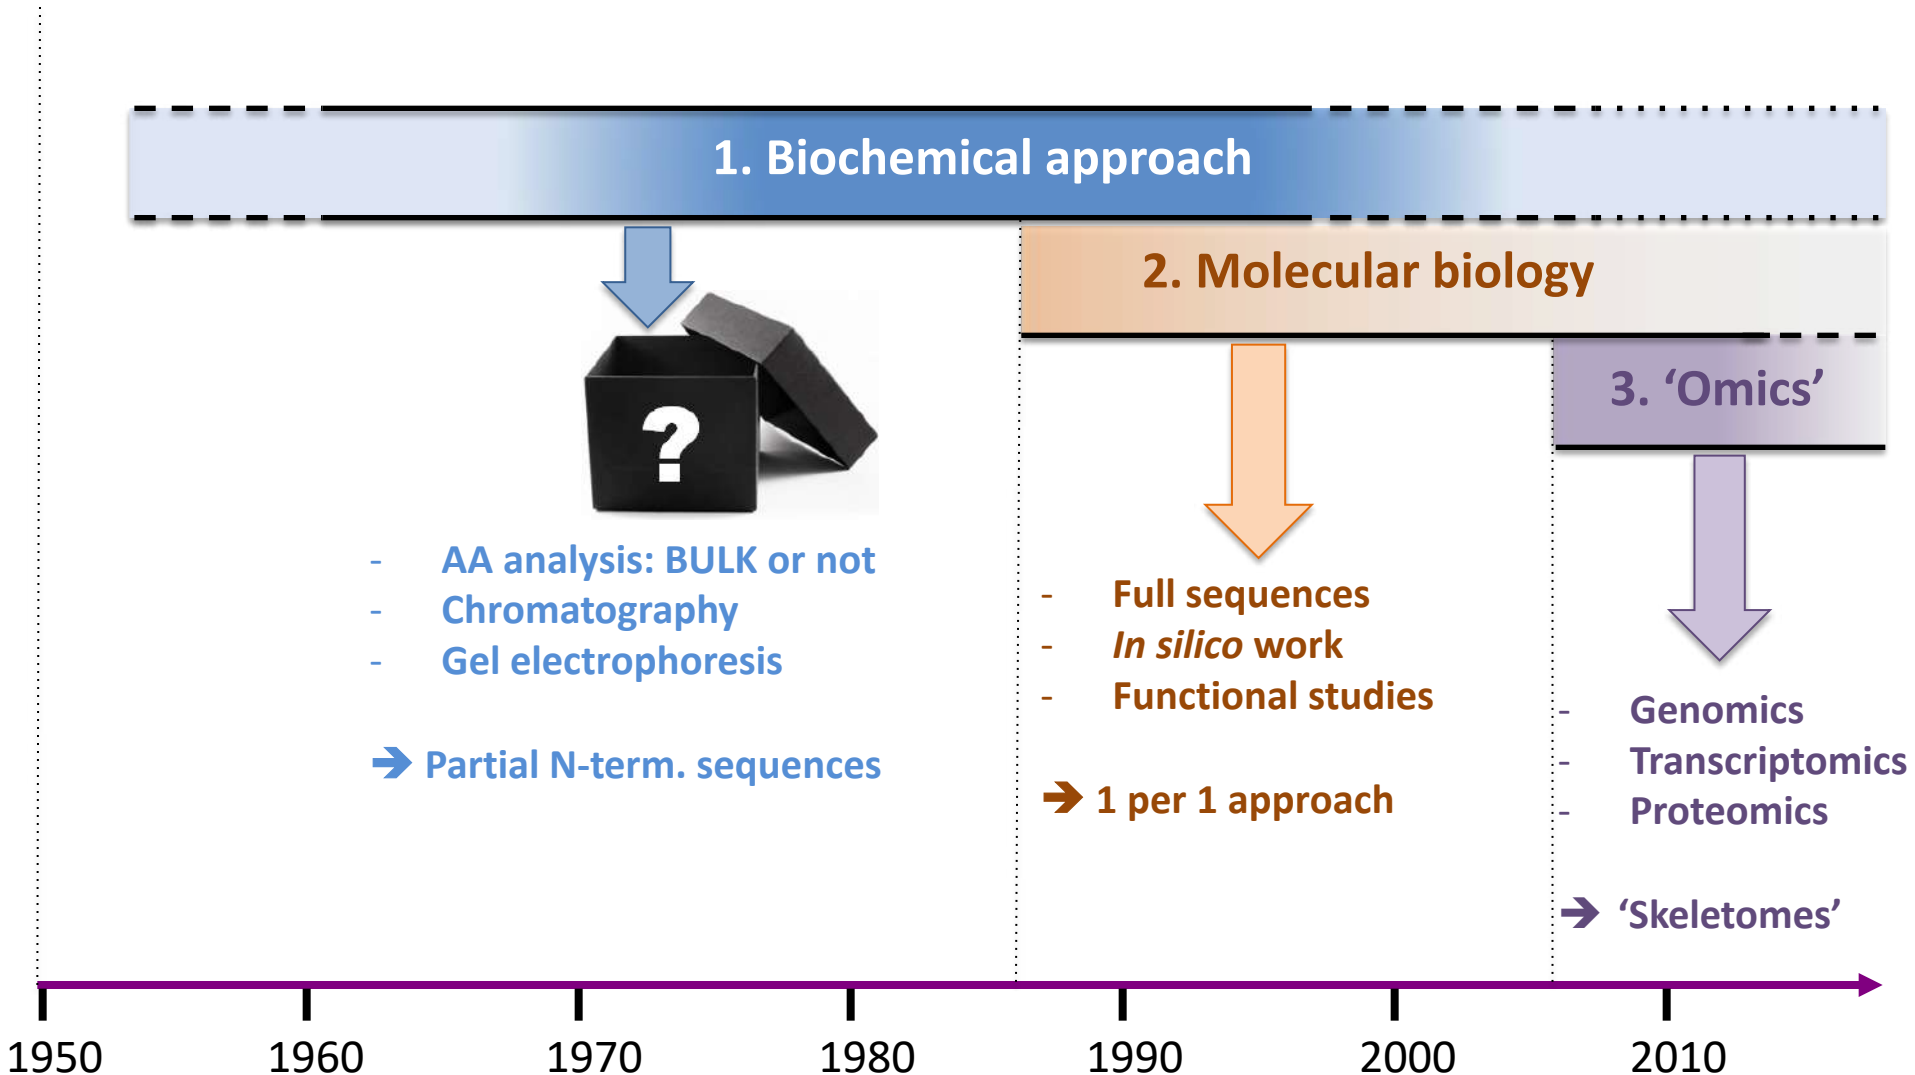 1. Biochemical approach
2. Molecular biology
3. ‘Omics’
?
- AA analysis: BULK or not
- Chromatography
- Gel electrophoresis
➔ Partial N-term. sequences
- Full sequences
- In silico work
- Functional studies
➔ 1 per 1 approach
- Genomics
- Transcriptomics
- Proteomics
➔ ‘Skeletomes’
1950 1960 1970 1980 1990 2000 2010